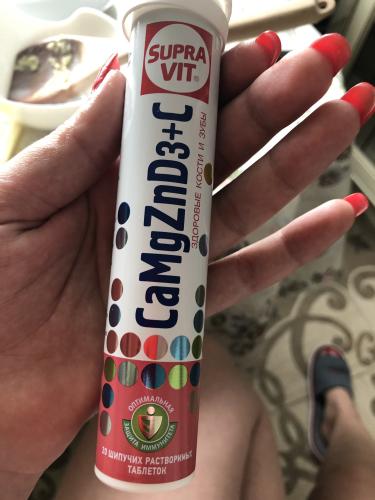 SUPRA
VIT®
CaMgZnD3+C
ЗДОРОВЫЕ КОСТИ И ЗУБЫ
ОПТИМАЛЬНАЯ
ЗАЩИТА ИММУНИТЕТА
20 ШИПУЧИХ РАСТВОРИМЫХ
ТАБЛЕТОК